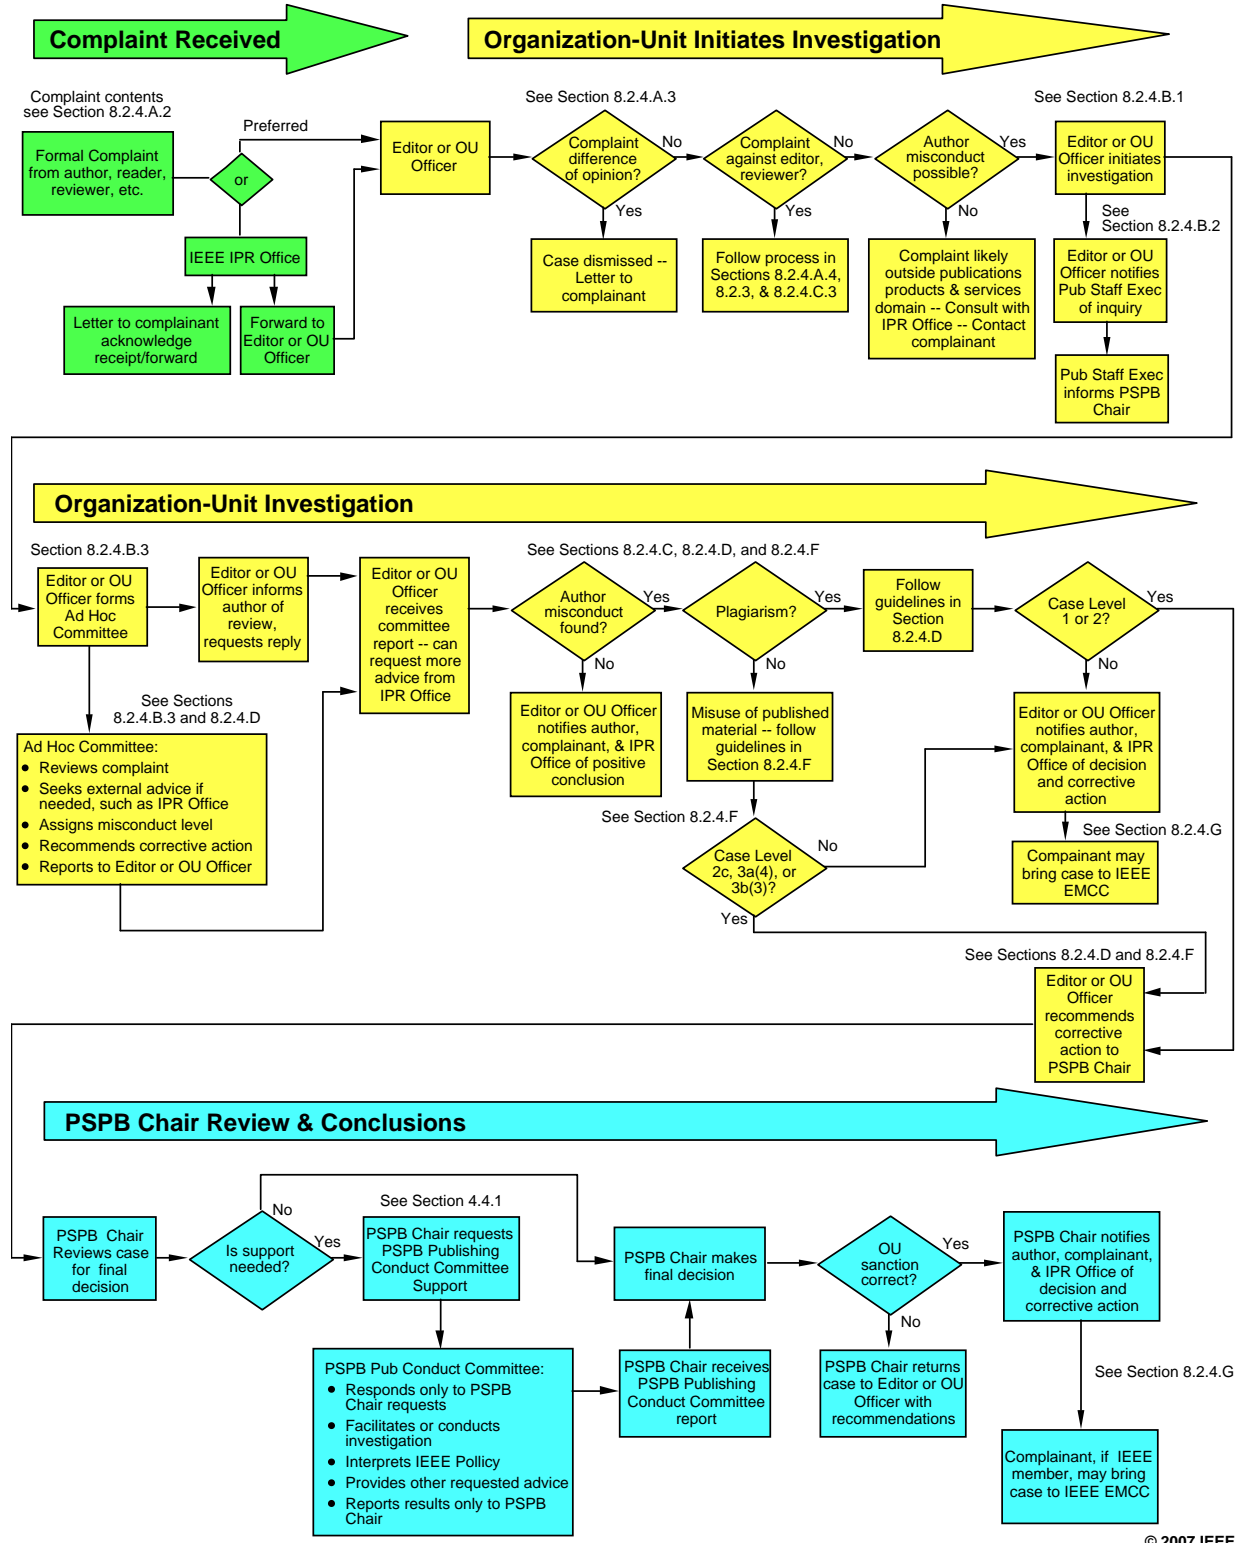 Complaint Received
Organization-Unit Initiates Investigation
Complaint contents
see Section 8.2.4.A.2
Formal Complaint
from author, reader,
reviewer, etc.
or
Preferred
IEEE IPR Office
Letter to complainant
acknowledge
receipt/forward
Forward to
Editor or OU
Officer
Editor or OU
Officer
See Section 8.2.4.A.3
Complaint
difference
of opinion?
No
Yes
Case dismissed --
Letter to
complainant
Complaint
against editor,
reviewer?
No
Yes
Follow process in
Sections 8.2.4.A.4,
8.2.3, & 8.2.4.C.3
Author
misconduct
possible?
Yes
No
Complaint likely
outside publications
products & services
domain -- Consult with
IPR Office -- Contact
complainant
See Section 8.2.4.B.1
Editor or OU
Officer initiates
investigation
See
Section 8.2.4.B.2
Editor or OU
Officer notifies
Pub Staff Exec
of inquiry
Pub Staff Exec
informs PSPB
Chair
Organization-Unit Investigation
Section 8.2.4.B.3
Editor or OU
Officer forms
Ad Hoc
Committee
Editor or OU
Officer informs
author of
review,
requests reply
See Sections
8.2.4.B.3 and 8.2.4.D
Ad Hoc Committee:
● Reviews complaint
● Seeks external advice if
needed, such as IPR Office
● Assigns misconduct level
● Recommends corrective action
● Reports to Editor or OU Officer
Editor or OU
Officer
receives
committee
report -- can
request more
advice from
IPR Office
See Sections 8.2.4.C, 8.2.4.D, and 8.2.4.F
Author
misconduct
found?
Yes
No
Editor or OU Officer
notifies author,
complainant, & IPR
Office of positive
conclusion
Plagiarism?
Yes
No
Misuse of published
material -- follow
guidelines in
Section 8.2.4.F
See Section 8.2.4.F
Case Level
2c, 3a(4), or
3b(3)?
No
Yes
Follow
guidelines in
Section
8.2.4.D
Case Level
1 or 2?
Yes
No
Editor or OU Officer
notifies author,
complainant, & IPR
Office of decision
and corrective
action
See Section 8.2.4.G
Compainant may
bring case to IEEE
EMCC
See Sections 8.2.4.D and 8.2.4.F
Editor or OU
Officer
recommends
corrective
action to
PSPB Chair
PSPB Chair Review & Conclusions
PSPB Chair
Reviews case
for final
decision
Is support
needed?
No
Yes
See Section 4.4.1
PSPB Chair requests
PSPB Publishing
Conduct Committee
Support
PSPB Pub Conduct Committee:
● Responds only to PSPB
Chair requests
● Facilitates or conducts
investigation
● Interprets IEEE Pollicy
● Provides other requested advice
● Reports results only to PSPB
Chair
PSPB Chair receives
PSPB Publishing
Conduct Committee
report
PSPB Chair makes
final decision
OU
sanction
correct?
Yes
No
PSPB Chair returns
case to Editor or OU
Officer with
recommendations
PSPB Chair notifies
author, complainant,
& IPR Office of
decision and
corrective action
See Section 8.2.4.G
Complainant, if IEEE
member, may bring
case to IEEE EMCC
© 2007 IEEE